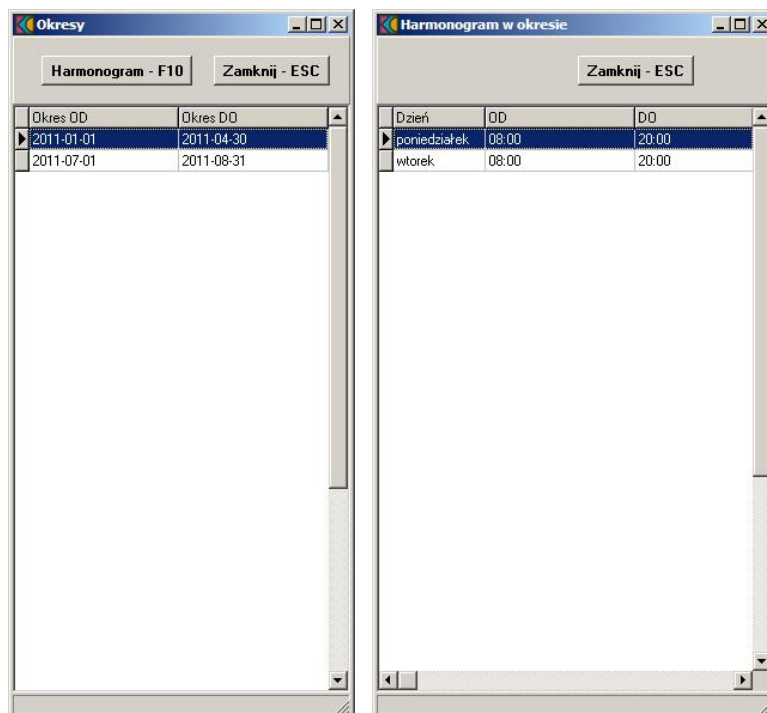 Okresy
Harmonogram - F10 Zamknij - ESC
Okres OD Okres DO
2011-01-01 2011-04-30
2011-07-01 2011-08-31
Harmonogram w okresie
Zamknij - ESC
Dzień OD DO
poniedziałek 08:00 20:00
wtorek 08:00 20:00